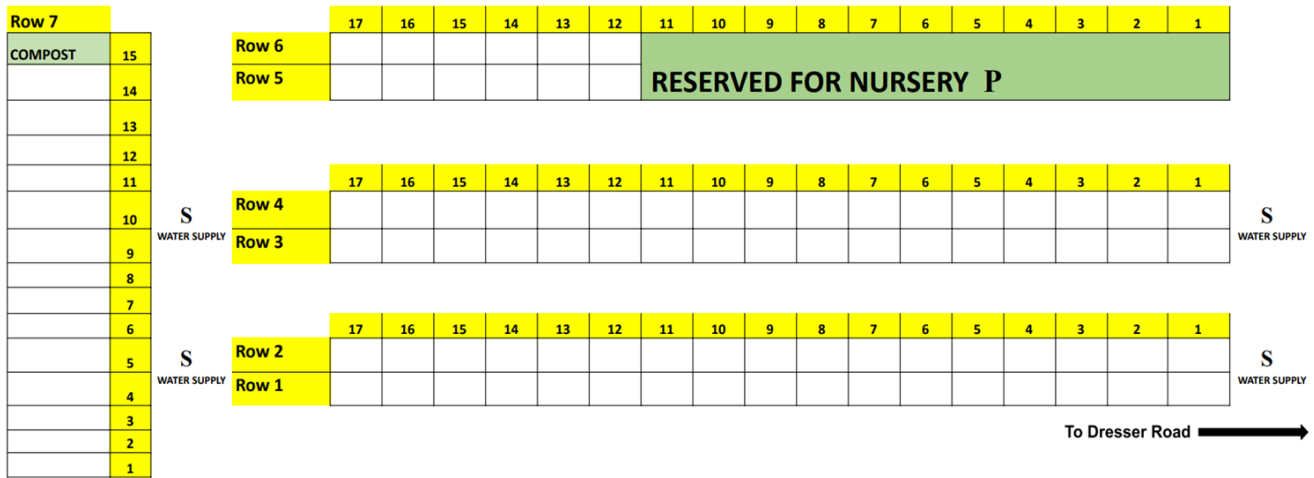 Row 7
COMPOST 15
14
13
12
11
10
9
8
7
6
5
4
3
2
1
17 16 15 14 13 12 11 10 9 8 7 6 5 4 3 2 1
Row 6
Row 5
RESERVED FOR NURSERY P
17 16 15 14 13 12 11 10 9 8 7 6 5 4 3 2 1
Row 4
Row 3
S
WATER SUPPLY
S
WATER SUPPLY
17 16 15 14 13 12 11 10 9 8 7 6 5 4 3 2 1
Row 2
Row 1
S
WATER SUPPLY
S
WATER SUPPLY
To Dresser Road